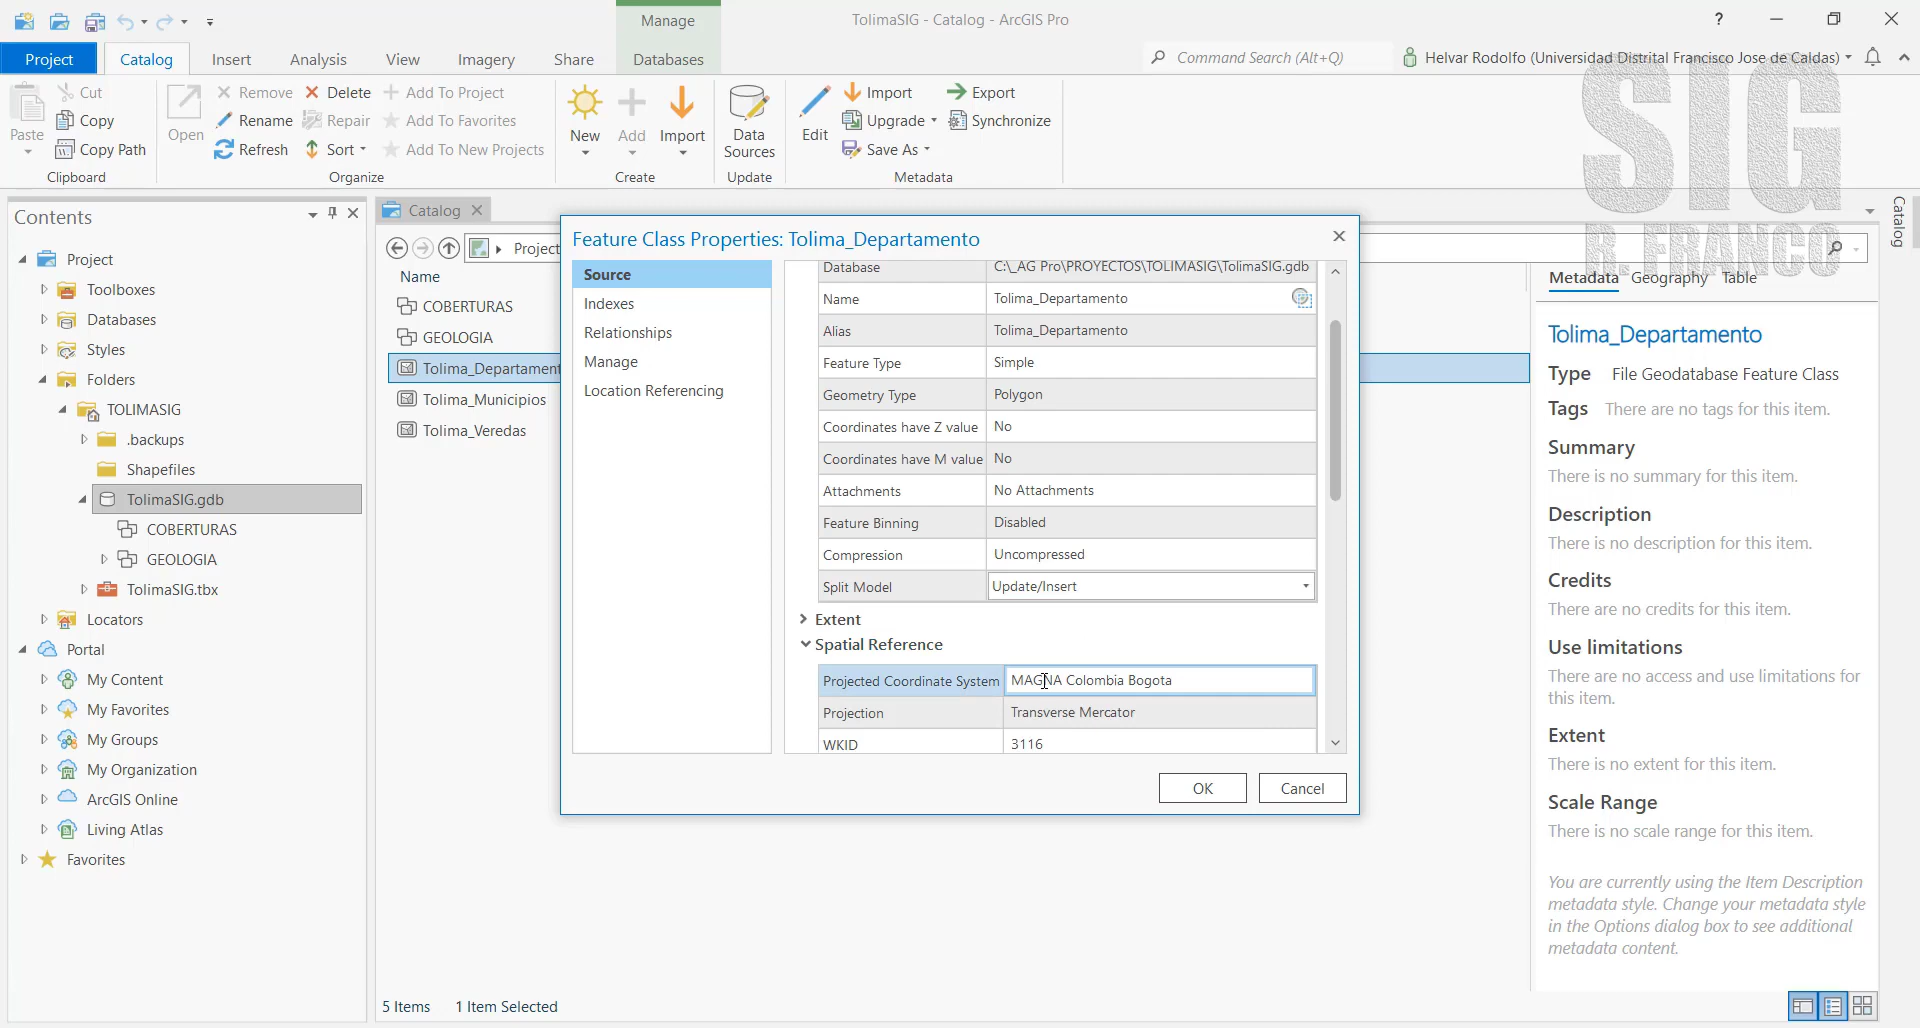 Manage
TolimaSIG - Catalog - ArcGIS Pro
?
Project
Catalog
Insert
Analysis
View
Imagery
Share
Databases
Command Search (Alt+Q)
Helvar Rodolfo (Universidad Distrital Francisco Jose de Caldas)
Paste
Cut
Copy
Copy Path
Clipboard
Open
Remove
Rename
Refresh
Delete
Repair
Sort
Add To Project
Add To Favorites
Add To New Projects
Organize
New
Add
Import
Create
Data
Sources
Update
Edit
Import
Upgrade
Save As
Export
Synchronize
Metadata
SIG
R. FRANCO
Contents
Project
Toolboxes
Databases
Styles
Folders
TOLIMASIG
.backups
Shapefiles
TolimaSIG.gdb
COBERTURAS
GEOLOGIA
TolimaSIG.tbx
Locators
Portal
My Content
My Favorites
My Groups
My Organization
ArcGIS Online
Living Atlas
Favorites
Catalog
Project
Name
COBERTURAS
GEOLOGIA
Tolima_Departament
Tolima_Municipios
Tolima_Veredas
5 Items
1 Item Selected
Feature Class Properties: Tolima_Departamento
Source
Indexes
Relationships
Manage
Location Referencing
Database C:\_AG Pro\PROYECTOS\TOLIMASIG\TolimaSIG.gdb
Name Tolima_Departamento
Alias Tolima_Departamento
Feature Type Simple
Geometry Type Polygon
Coordinates have Z value No
Coordinates have M value No
Attachments No Attachments
Feature Binning Disabled
Compression Uncompressed
Split Model Update/Insert
Extent
Spatial Reference
Projected Coordinate System MAGNA Colombia Bogota
Projection Transverse Mercator
WKID 3116
OK
Cancel
Catalog
Metadata
Geography
Table
Tolima_Departamento
Type File Geodatabase Feature Class
Tags There are no tags for this item.
Summary
There is no summary for this item.
Description
There is no description for this item.
Credits
There are no credits for this item.
Use limitations
There are no access and use limitations for
this item.
Extent
There is no extent for this item.
Scale Range
There is no scale range for this item.
You are currently using the Item Description
metadata style. Change your metadata style
in the Options dialog box to see additional
metadata content.